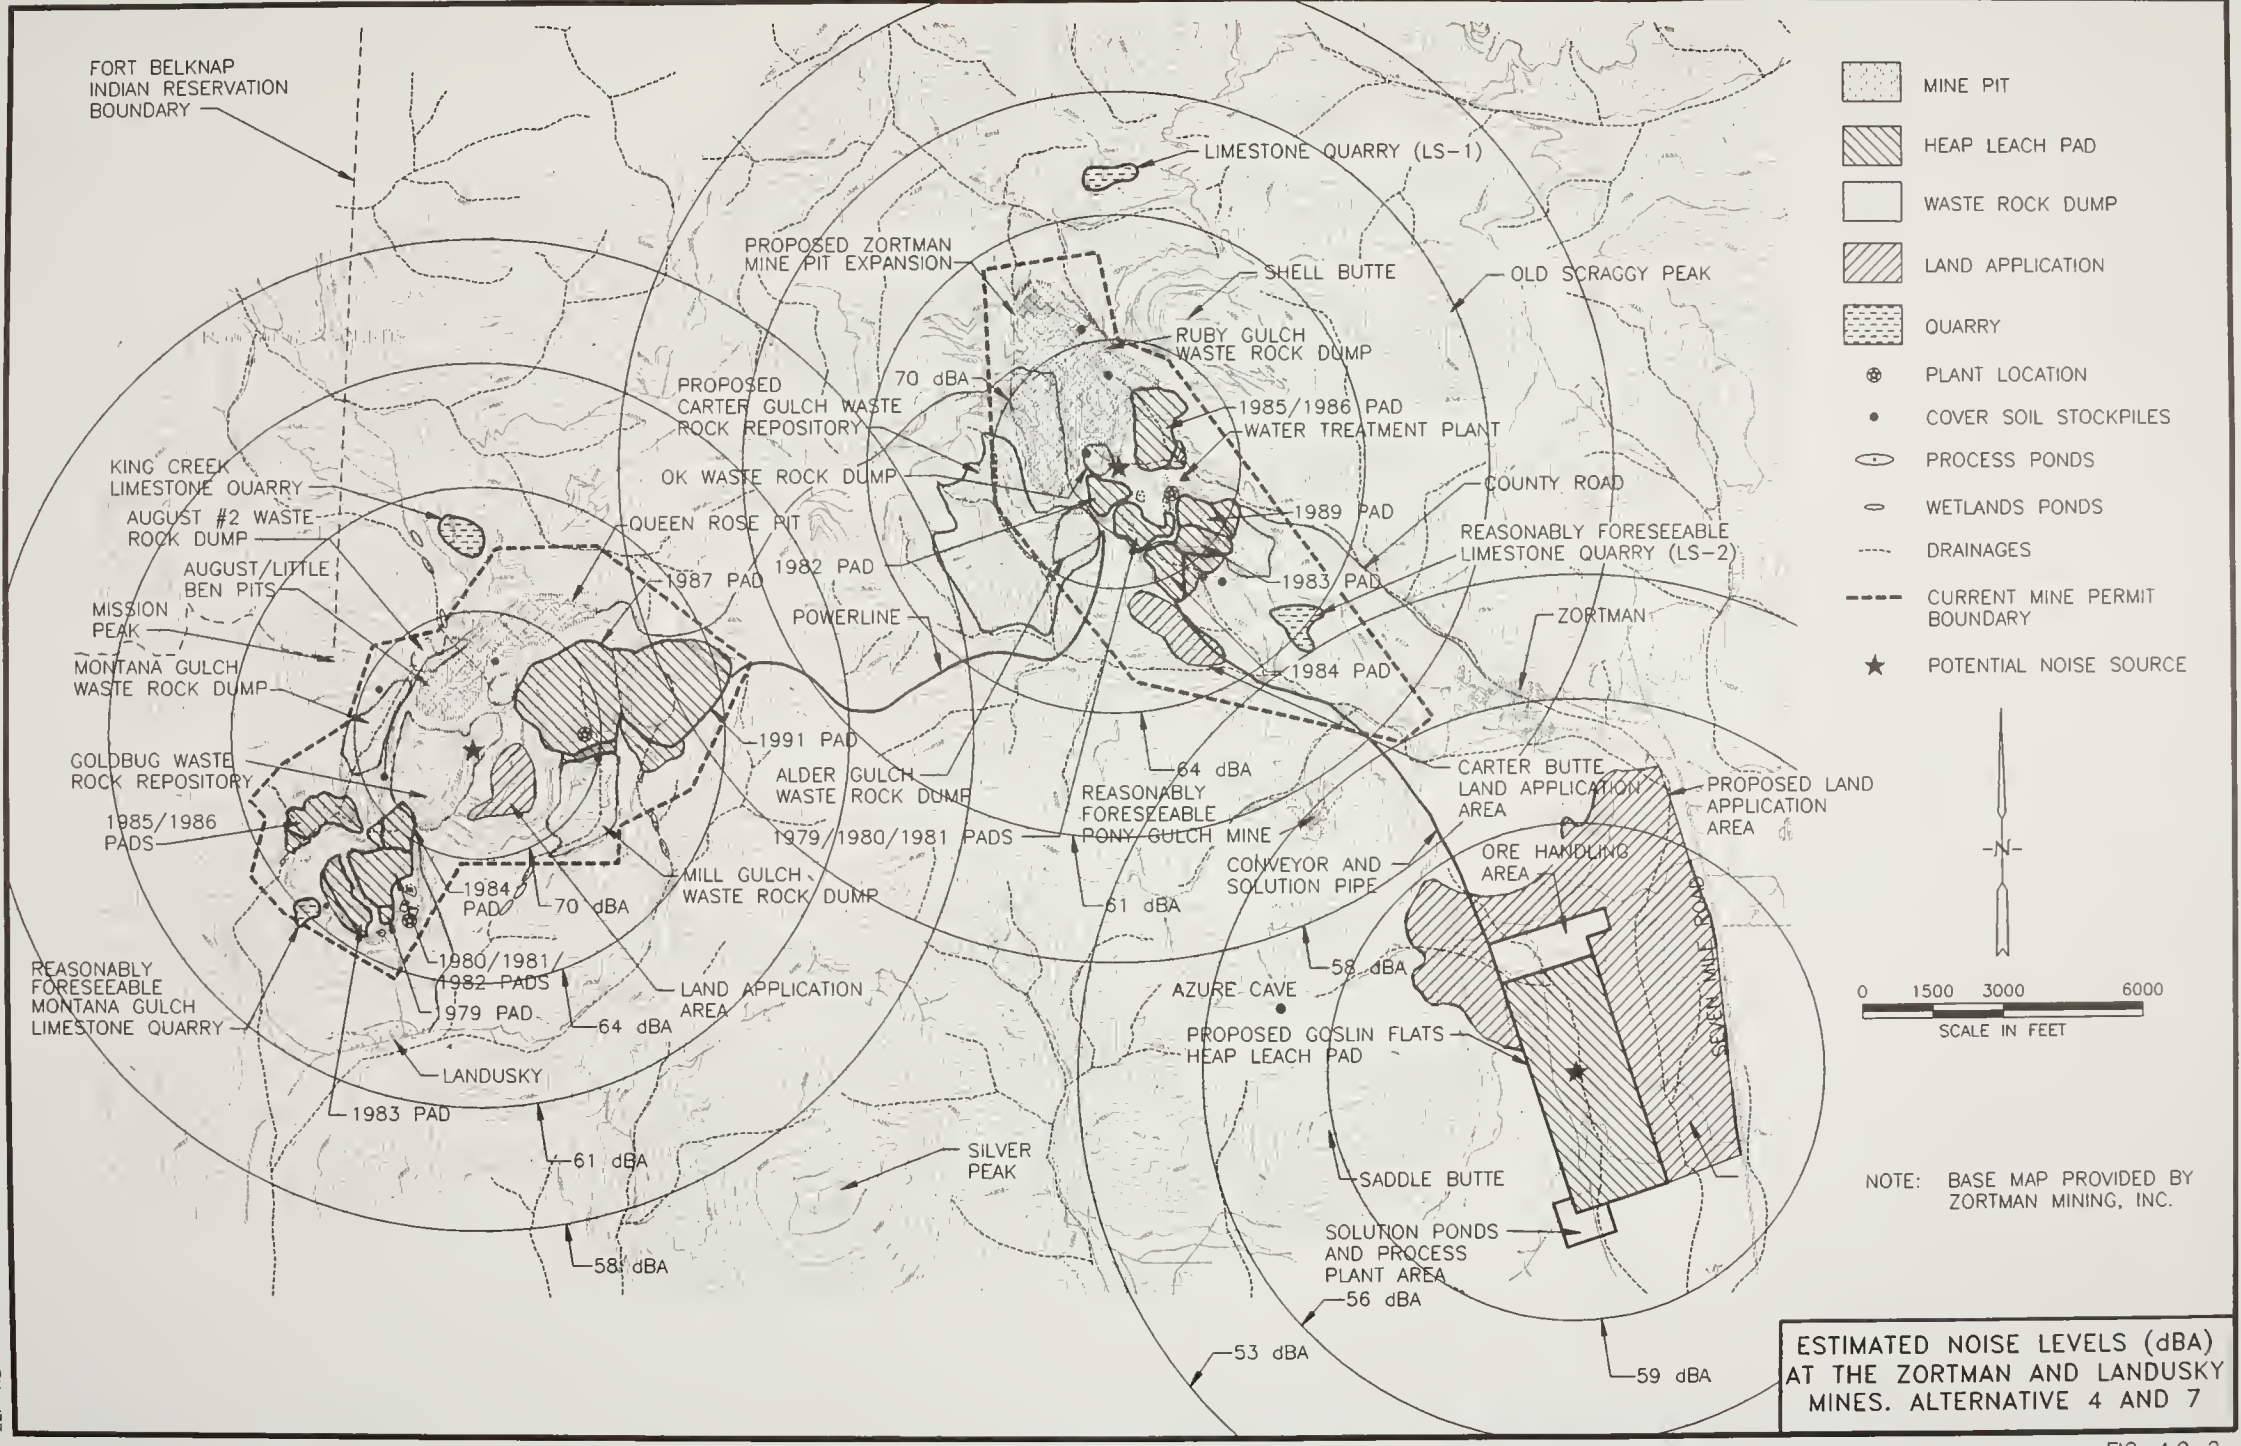 FORT BELKNAP
INDIAN RESERVATION
BOUNDARY
LIMESTONE QUARRY (LS-1)
PROPOSED ZORTMAN
MINE PIT EXPANSION
SHELL BUTTE
OLD SCRAGGY PEAK
RUBY GULCH
WASTE ROCK DUMP
70 dBA
PROPOSED
CARTER GULCH WASTE
ROCK REPOSITORY
1985/1986 PAD
WATER TREATMENT PLANT
OK WASTE ROCK DUMP
COUNTY ROAD
KING CREEK
LIMESTONE QUARRY
AUGUST #2 WASTE
ROCK DUMP
QUEEN ROSE PIT
1989 PAD
REASONABLY FORESEEABLE
LIMESTONE QUARRY (LS-2)
AUGUST/LITTLE
BEN PITS
1987 PAD
1982 PAD
1983 PAD
MISSION
PEAK
POWERLINE
ZORTMAN
MONTANA GULCH
WASTE ROCK DUMP
1984 PAD
1991 PAD
GOLDBUG WASTE
ROCK REPOSITORY
ALDER GULCH
WASTE ROCK DUMP
64 dBA
REASONABLY
FORESEEABLE
PONY GULCH MINE
CARTER BUTTE
LAND APPLICATION
AREA
PROPOSED LAND
APPLICATION
AREA
1985/1986
PADS
1979/1980/1981 PADS
CONVEYOR AND
SOLUTION PIPE
ORE HANDLING
AREA
MILL GULCH
WASTE ROCK DUMP
1984
PAD
70 dBA
61 dBA
SEVEN MILE ROAD
1980/1981/
1982 PADS
58 dBA
REASONABLY
FORESEEABLE
MONTANA GULCH
LIMESTONE QUARRY
1979 PAD
LAND APPLICATION
AREA
64 dBA
AZURE CAVE
PROPOSED GOSLIN FLATS
HEAP LEACH PAD
LANDUSKY
1983 PAD
61 dBA
SILVER
PEAK
SADDLE BUTTE
SOLUTION PONDS
AND PROCESS
PLANT AREA
58 dBA
56 dBA
53 dBA
59 dBA
MINE PIT
HEAP LEACH PAD
WASTE ROCK DUMP
LAND APPLICATION
QUARRY
PLANT LOCATION
COVER SOIL STOCKPILES
PROCESS PONDS
WETLANDS PONDS
DRAINAGES
CURRENT MINE PERMIT
BOUNDARY
POTENTIAL NOISE SOURCE
-N-
0 1500 3000 6000
SCALE IN FEET
NOTE: BASE MAP PROVIDED BY
ZORTMAN MINING, INC.
ESTIMATED NOISE LEVELS (dBA)
AT THE ZORTMAN AND LANDUSKY
MINES. ALTERNATIVE 4 AND 7